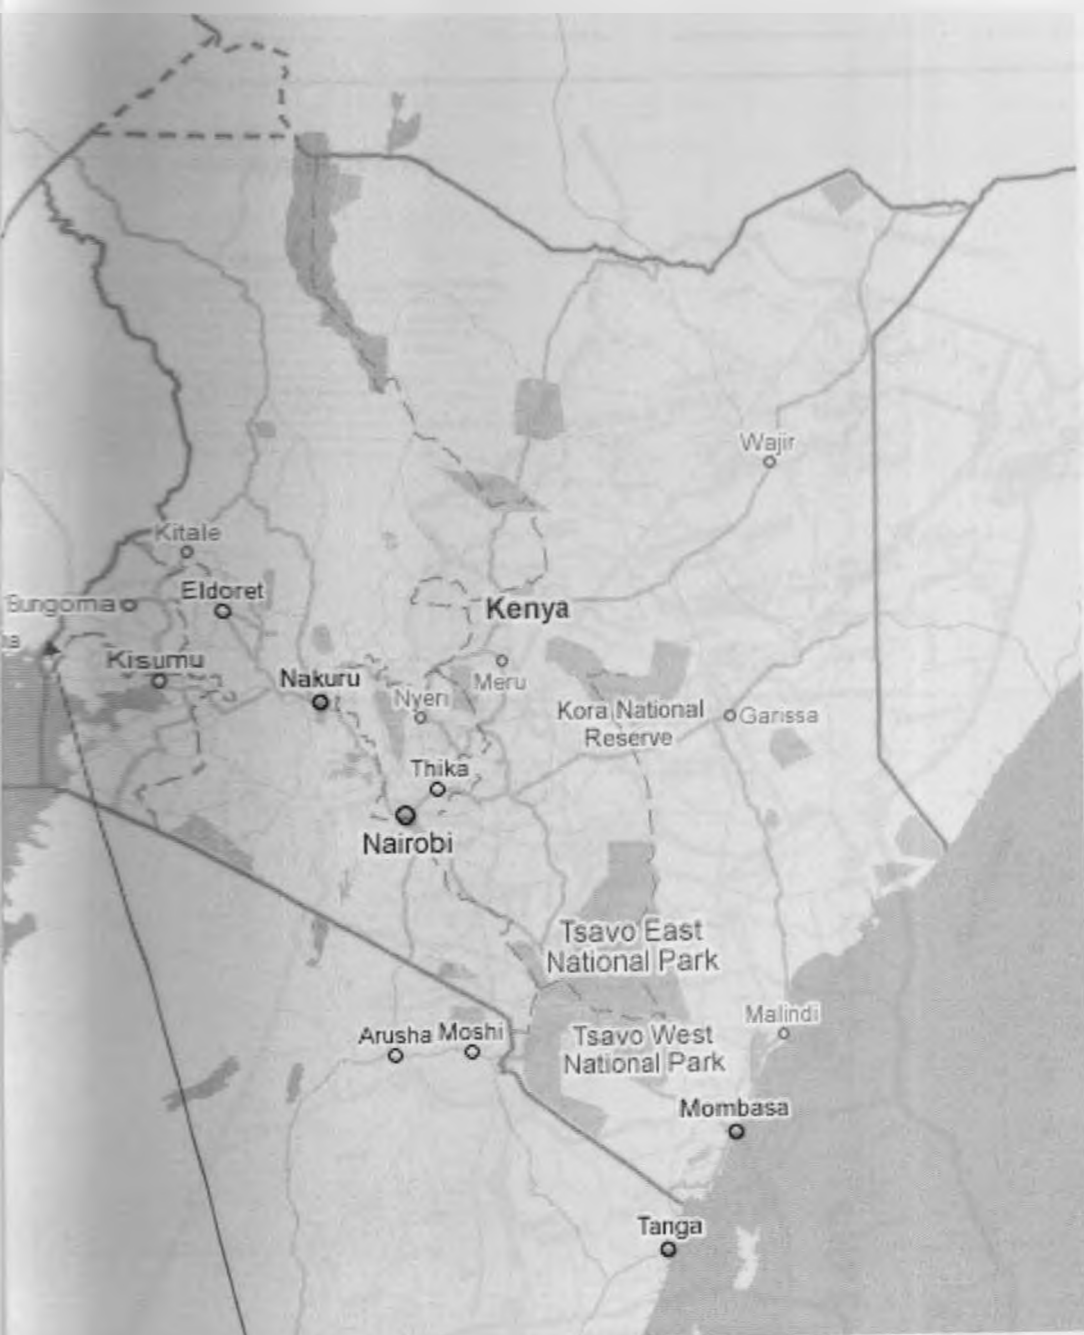 Wajir
Kitale
Eldoret
Bungoma
Kenya
Kisumu
Nakuru
Meru
Nyeri
Kora National
Reserve
Garissa
Thika
Nairobi
Tsavo East
National Park
Malindi
Arusha Moshi
Tsavo West
National Park
Mombasa
Tanga